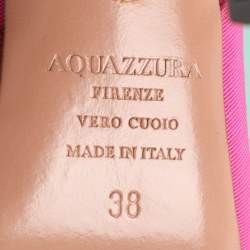 AQUAZZURA
FIRENZE
VERO CUOIO
MADE IN ITALY
38